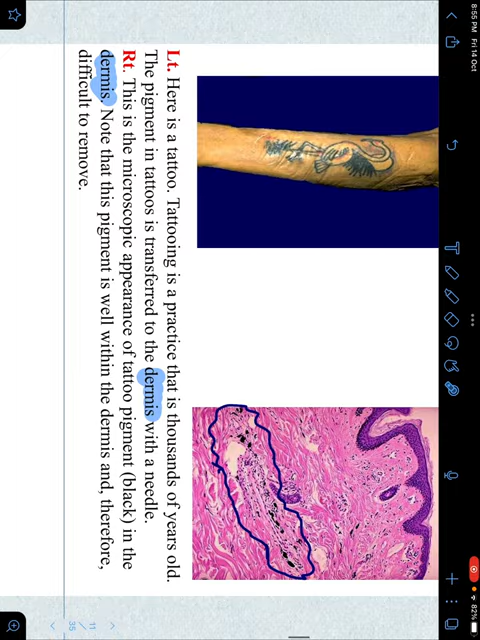 8:55 PM Fri 14 Oct
82%
Lt. Here is a tattoo. Tattooing is a practice that is thousands of years old.
The pigment in tattoos is transferred to the dermis with a needle.
Rt. This is the microscopic appearance of tattoo pigment (black) in the
dermis. Note that this pigment is well within the dermis and, therefore,
difficult to remove.
11 / 35